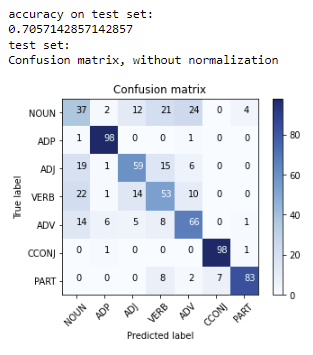 accuracy on test set:
0.7057142857142857
test set:
Confusion matrix, without normalization
Confusion matrix
NOUN 37 2 12 21 24 0 4
ADP 1 98 0 0 1 0 0
ADJ 19 1 59 15 6 0 0
VERB 22 1 14 53 10 0 0
ADV 14 6 5 8 66 0 1
CCONJ 0 1 0 0 0 98 1
PART 0 0 0 8 2 7 83
NOUN ADP ADJ VERB ADV CCONJ PART
True label
Predicted label
80
60
40
20
0